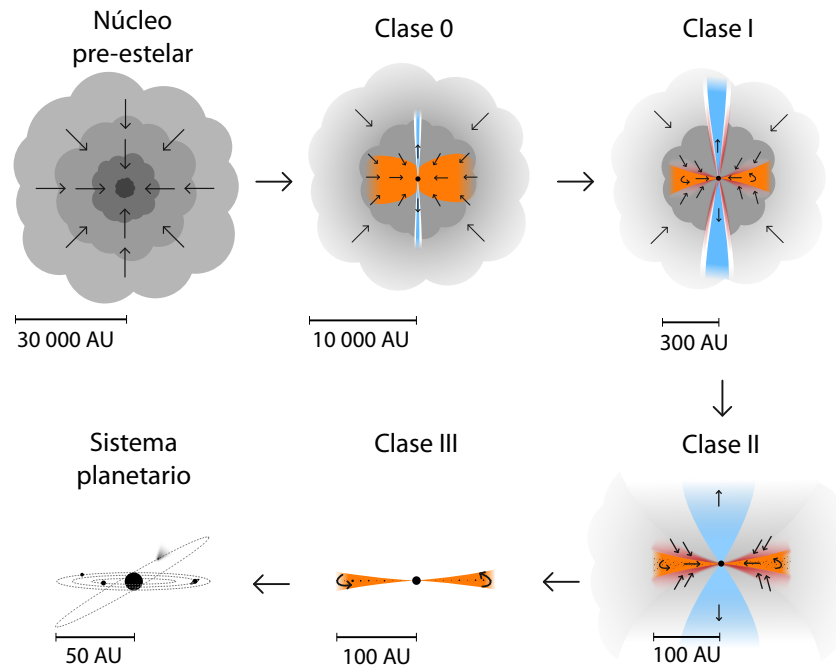 Núcleo
pre-estelar
Clase 0
Clase I
30 000 AU
10 000 AU
300 AU
Sistema
planetario
Clase III
Clase II
50 AU
100 AU
100 AU